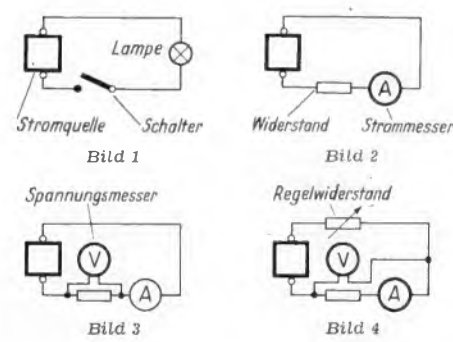 Lampe
Stromquelle
Schalter
Bild 1
A
Widerstand
Strommesser
Bild 2
Spannungsmesser
V
A
Bild 3
Regelwiderstand
V
A
Bild 4